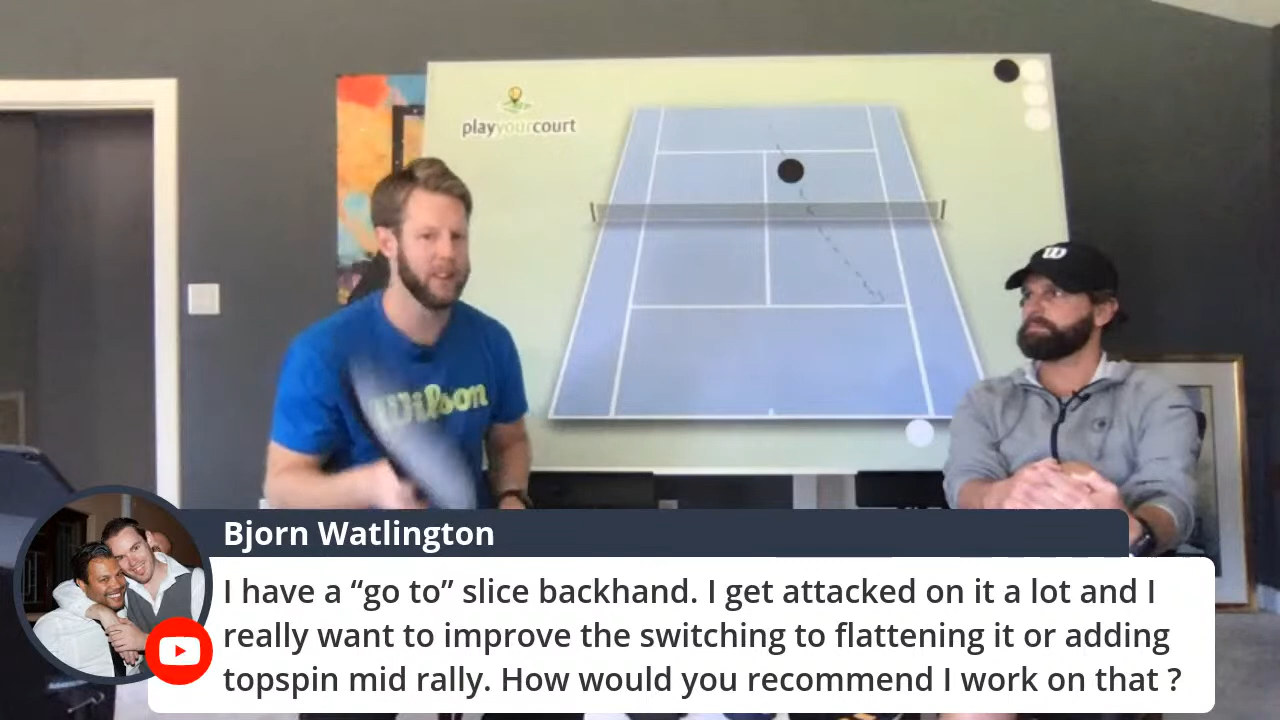 playyourcourt
W
Wilson
Bjorn Watlington
I have a “go to” slice backhand. I get attacked on it a lot and I
really want to improve the switching to flattening it or adding
topspin mid rally. How would you recommend I work on that ?